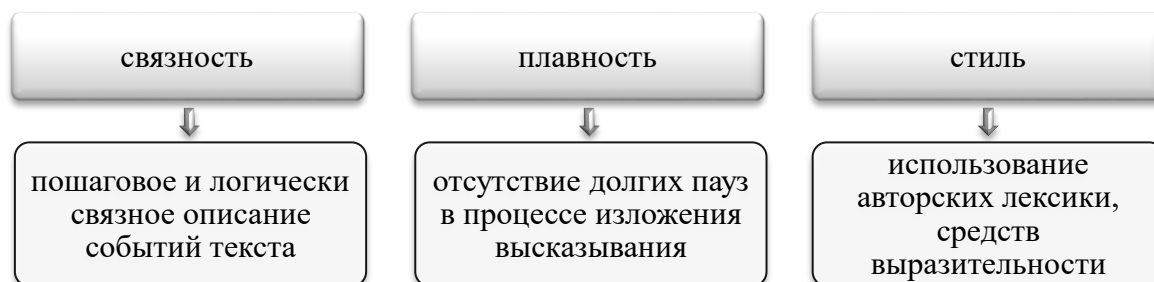 связность
плавность
стиль
пошаговое и логически
связное описание
событий текста
отсутствие долгих пауз
в процессе изложения
высказывания
использование
авторских лексики,
средств
выразительности